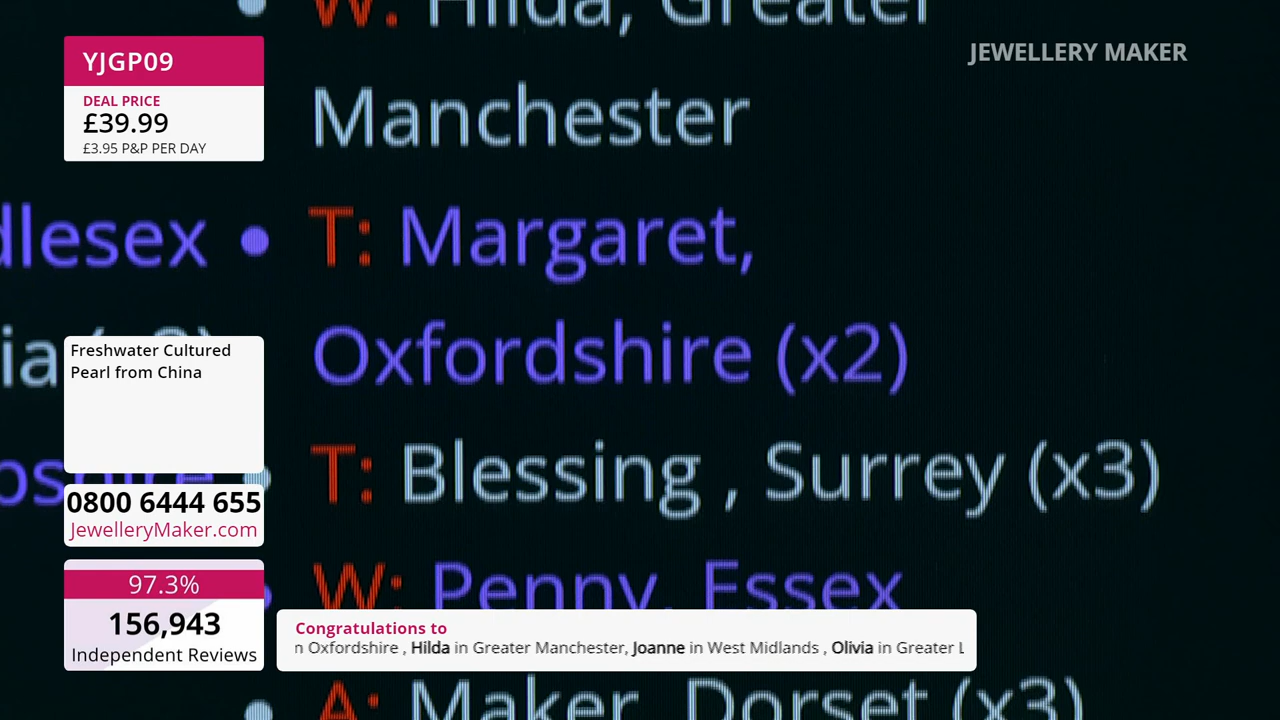 W: Hilda, Greater
YJGP09
JEWELLERY MAKER
DEAL PRICE
£39.99
£3.95 P&P PER DAY
Manchester
dlesex • T: Margaret,
Oxfordshire (x2)
Freshwater Cultured
Pearl from China
T: Blessing , Surrey (x3)
0800 6444 655
JewelleryMaker.com
97.3%
156,943
Independent Reviews
W: Penny, Essex
Congratulations to
n Oxfordshire , Hilda in Greater Manchester, Joanne in West Midlands , Olivia in Greater L
A: Maker, Dorset (x3)